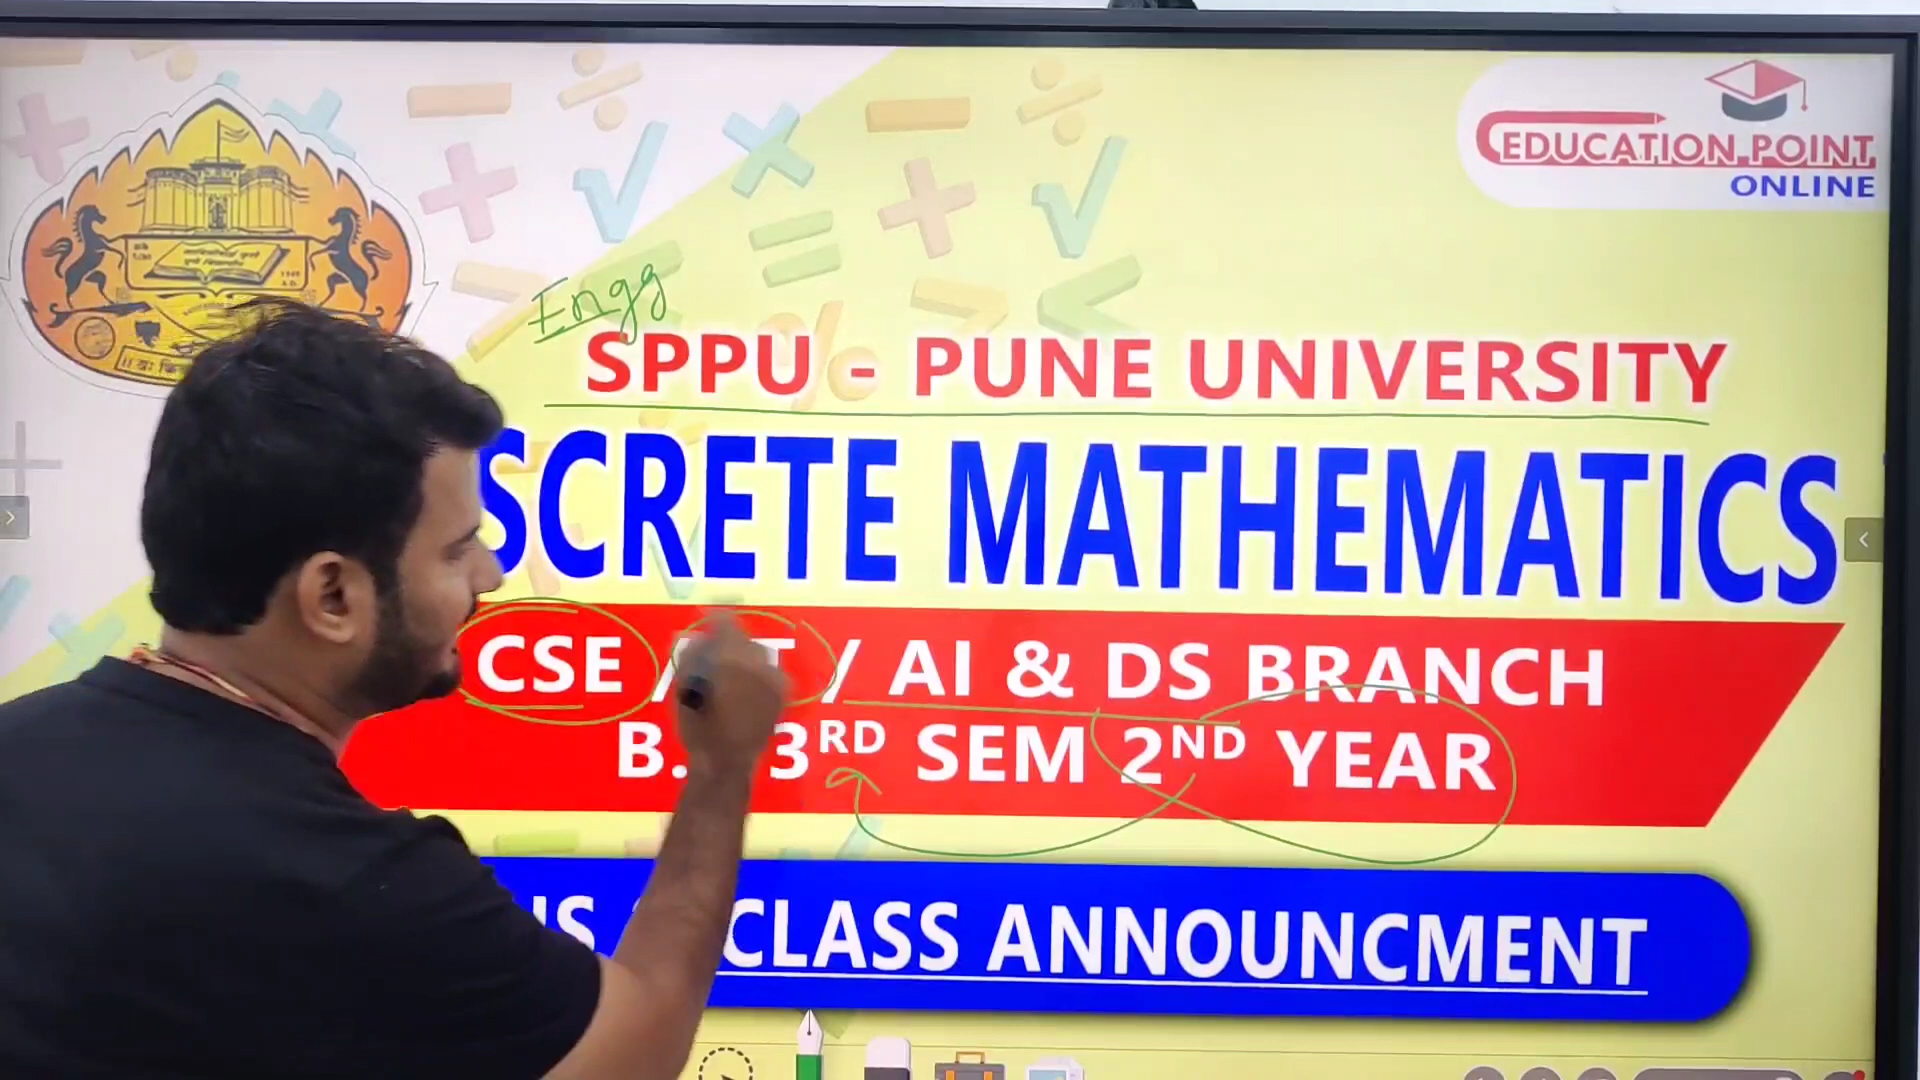 EDUCATION POINT
ONLINE
Engg
SPPU - PUNE UNIVERSITY
SCRETE MATHEMATICS
CSE / T / AI & DS BRANCH
B. 3RD SEM 2ND YEAR
US CLASS ANNOUNCMENT